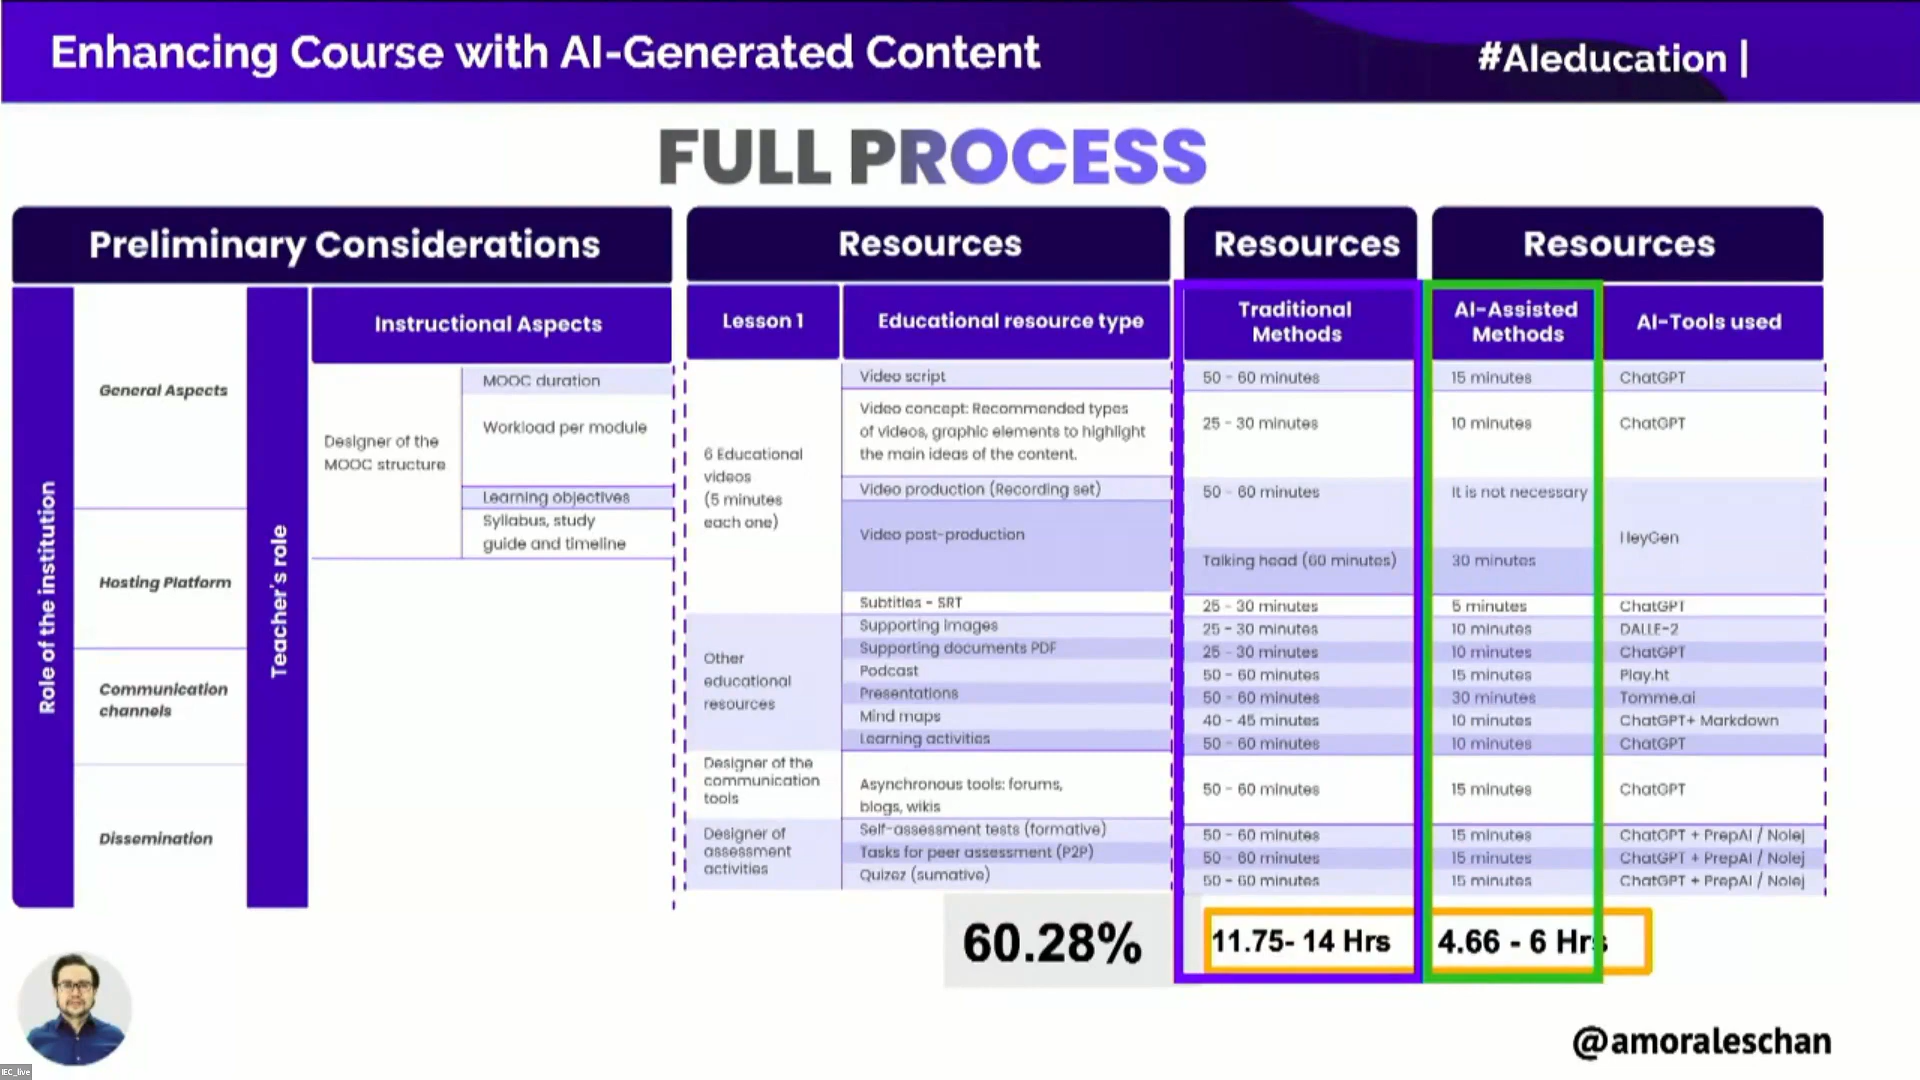 Enhancing Course with AI-Generated Content
#AIeducation |
FULL PROCESS
Preliminary Considerations
Role of the institution
General Aspects
Hosting Platform
Communication
channels
Dissemination
Teacher's role
Instructional Aspects
Designer of the
MOOC structure
MOOC duration
Workload per module
Learning objectives
Syllabus, study
guide and timeline
Resources
Resources
Resources
Lesson 1
Educational resource type
Traditional
Methods
AI-Assisted
Methods
AI-Tools used
6 Educational
videos
(5 minutes
each one)
Video script
50 - 60 minutes
15 minutes
ChatGPT
Video concept: Recommended types
of videos, graphic elements to highlight
the main ideas of the content.
25 - 30 minutes
10 minutes
ChatGPT
Video production (Recording set)
50 - 60 minutes
It is not necessary
HeyGen
Video post-production
Talking head (60 minutes)
30 minutes
Subtitles - SRT
25 - 30 minutes
5 minutes
ChatGPT
Other
educational
resources
Supporting images
25 - 30 minutes
10 minutes
DALLE-2
Supporting documents PDF
25 - 30 minutes
10 minutes
ChatGPT
Podcast
50 - 60 minutes
15 minutes
Play.ht
Presentations
50 - 60 minutes
30 minutes
Tomme.ai
Mind maps
40 - 45 minutes
10 minutes
ChatGPT+ Markdown
Learning activities
50 - 60 minutes
10 minutes
ChatGPT
Designer of the
communication
tools
Asynchronous tools: forums,
blogs, wikis
50 - 60 minutes
15 minutes
ChatGPT
Designer of
assessment
activities
Self-assessment tests (formative)
50 - 60 minutes
15 minutes
ChatGPT + PrepAI / Nolej
Tasks for peer assessment (P2P)
50 - 60 minutes
15 minutes
ChatGPT + PrepAI / Nolej
Quizez (sumative)
50 - 60 minutes
15 minutes
ChatGPT + PrepAI / Nolej
60.28%
11.75- 14 Hrs
4.66 - 6 Hrs
@amoraleschan
IEC_live